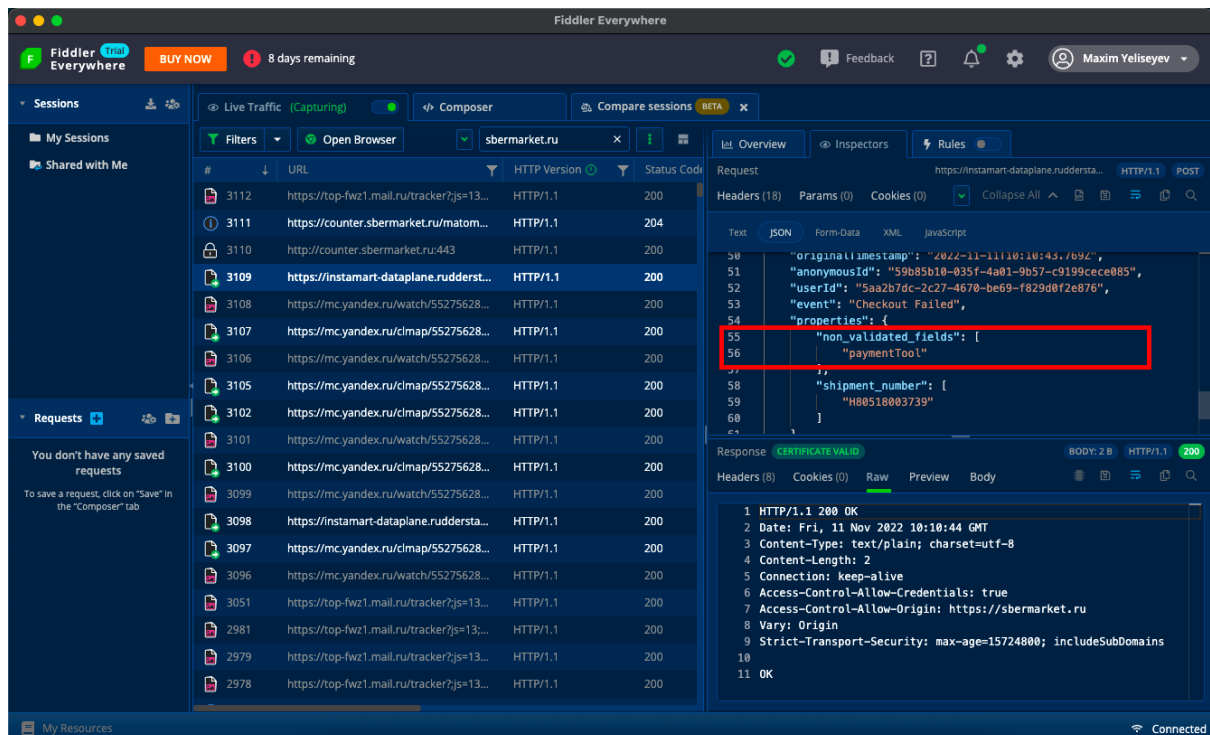 Fiddler Everywhere
Fiddler Trial
Everywhere
BUY NOW
! 8 days remaining
Feedback
?
Maxim Yeliseyev
Sessions
My Sessions
Shared with Me
Requests
You don't have any saved
requests
To save a request, click on "Save" in
the "Composer" tab
Live Traffic (Capturing)
Composer
Compare sessions BETA
Filters
Open Browser
sbermarket.ru
# URL HTTP Version Status Code
3112 https://top-fwz1.mail.ru/tracker?;js=13... HTTP/1.1 200
3111 https://counter.sbermarket.ru/matom... HTTP/1.1 204
3110 http://counter.sbermarket.ru:443 HTTP/1.1 200
3109 https://instamart-dataplane.rudderst... HTTP/1.1 200
3108 https://mc.yandex.ru/watch/55275628... HTTP/1.1 200
3107 https://mc.yandex.ru/clmap/55275628... HTTP/1.1 200
3106 https://mc.yandex.ru/watch/55275628... HTTP/1.1 200
3105 https://mc.yandex.ru/clmap/55275628... HTTP/1.1 200
3102 https://mc.yandex.ru/clmap/55275628... HTTP/1.1 200
3101 https://mc.yandex.ru/watch/55275628... HTTP/1.1 200
3100 https://mc.yandex.ru/clmap/55275628... HTTP/1.1 200
3099 https://mc.yandex.ru/watch/55275628... HTTP/1.1 200
3098 https://instamart-dataplane.ruddersta... HTTP/1.1 200
3097 https://mc.yandex.ru/clmap/55275628... HTTP/1.1 200
3096 https://mc.yandex.ru/watch/55275628... HTTP/1.1 200
3051 https://top-fwz1.mail.ru/tracker?;js=13... HTTP/1.1 200
2981 https://top-fwz1.mail.ru/tracker?js=13;... HTTP/1.1 200
2979 https://top-fwz1.mail.ru/tracker?;js=13... HTTP/1.1 200
2978 https://top-fwz1.mail.ru/tracker?;js=13... HTTP/1.1 200
Overview
Inspectors
Rules
Request https://instamart-dataplane.ruddersta... HTTP/1.1 POST
Headers (18) Params (0) Cookies (0) Collapse All
Text JSON Form-Data XML JavaScript
50 "originalTimestamp": "2022-11-11T10:10:43.769Z",
51 "anonymousId": "59b85b10-035f-4a01-9b57-c9199cece085",
52 "userId": "5aa2b7dc-2c27-4670-be69-f829d0f2e876",
53 "event": "Checkout Failed",
54 "properties": {
55 "non_validated_fields": [
56 "paymentTool"
57 ],
58 "shipment_number": [
59 "H80518003739"
60 ]
61 }
Response CERTIFICATE VALID BODY: 2 B HTTP/1.1 200
Headers (8) Cookies (0) Raw Preview Body
1 HTTP/1.1 200 OK
2 Date: Fri, 11 Nov 2022 10:10:44 GMT
3 Content-Type: text/plain; charset=utf-8
4 Content-Length: 2
5 Connection: keep-alive
6 Access-Control-Allow-Credentials: true
7 Access-Control-Allow-Origin: https://sbermarket.ru
8 Vary: Origin
9 Strict-Transport-Security: max-age=15724800; includeSubDomains
10
11 OK
My Resources
Connected